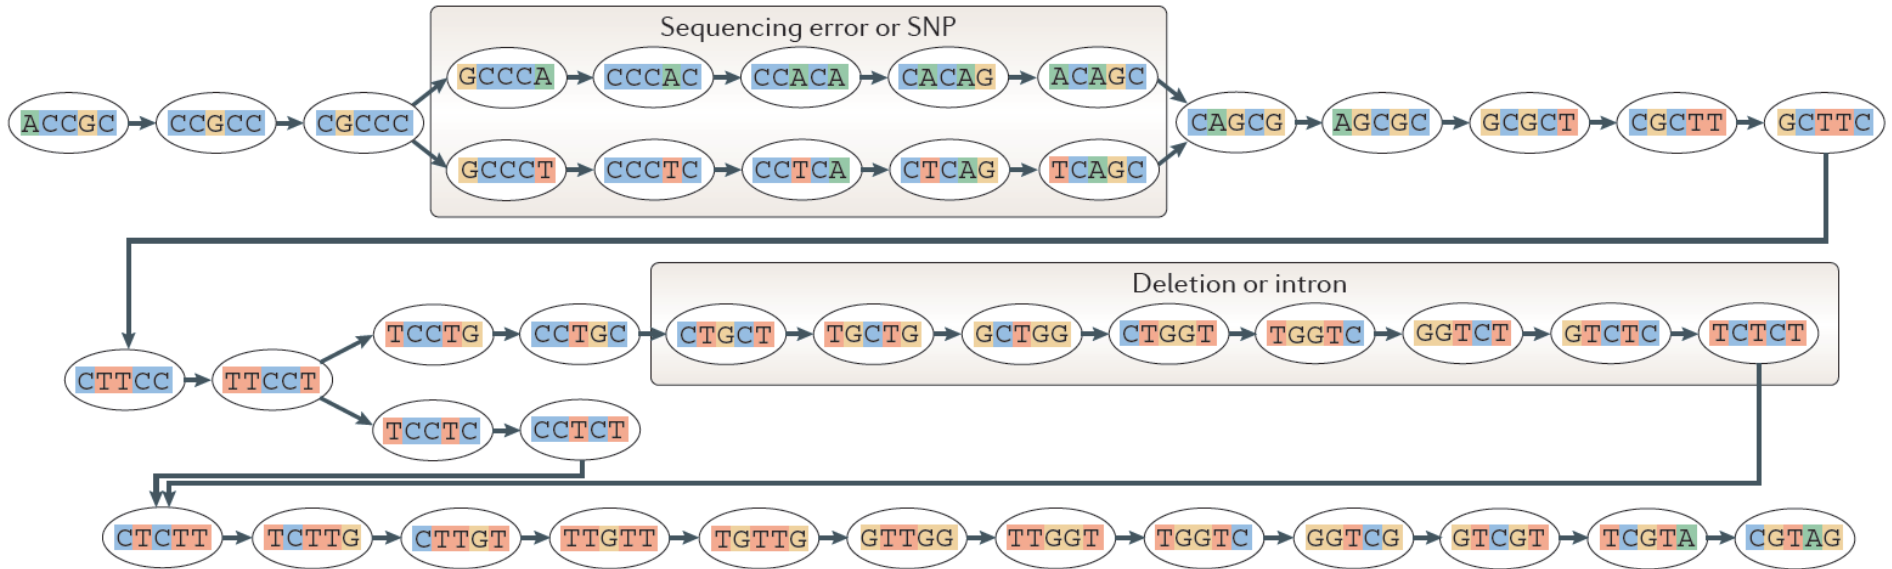 Sequencing error or SNP
GCCCA CCCAC CCACA CACAG ACAGC
ACCGC CCGCC CGCCC CAGCG AGCGC GCGCT CGCTT GCTTC
GCCCT CCCTC CCTCA CTCAG TCAGC
Deletion or intron
TCCTG CCTGC CTGCT TGCTG GCTGG CTGGT TGGTC GGTCT GTCTC TCTCT
CTTCC TTCCT
TCCTC CCTCT
CTCTT TCTTG CTTGT TTGTT TGTTG GTTGG TTGGT TGGTC GGTCG GTCGT TCGTA CGTAG